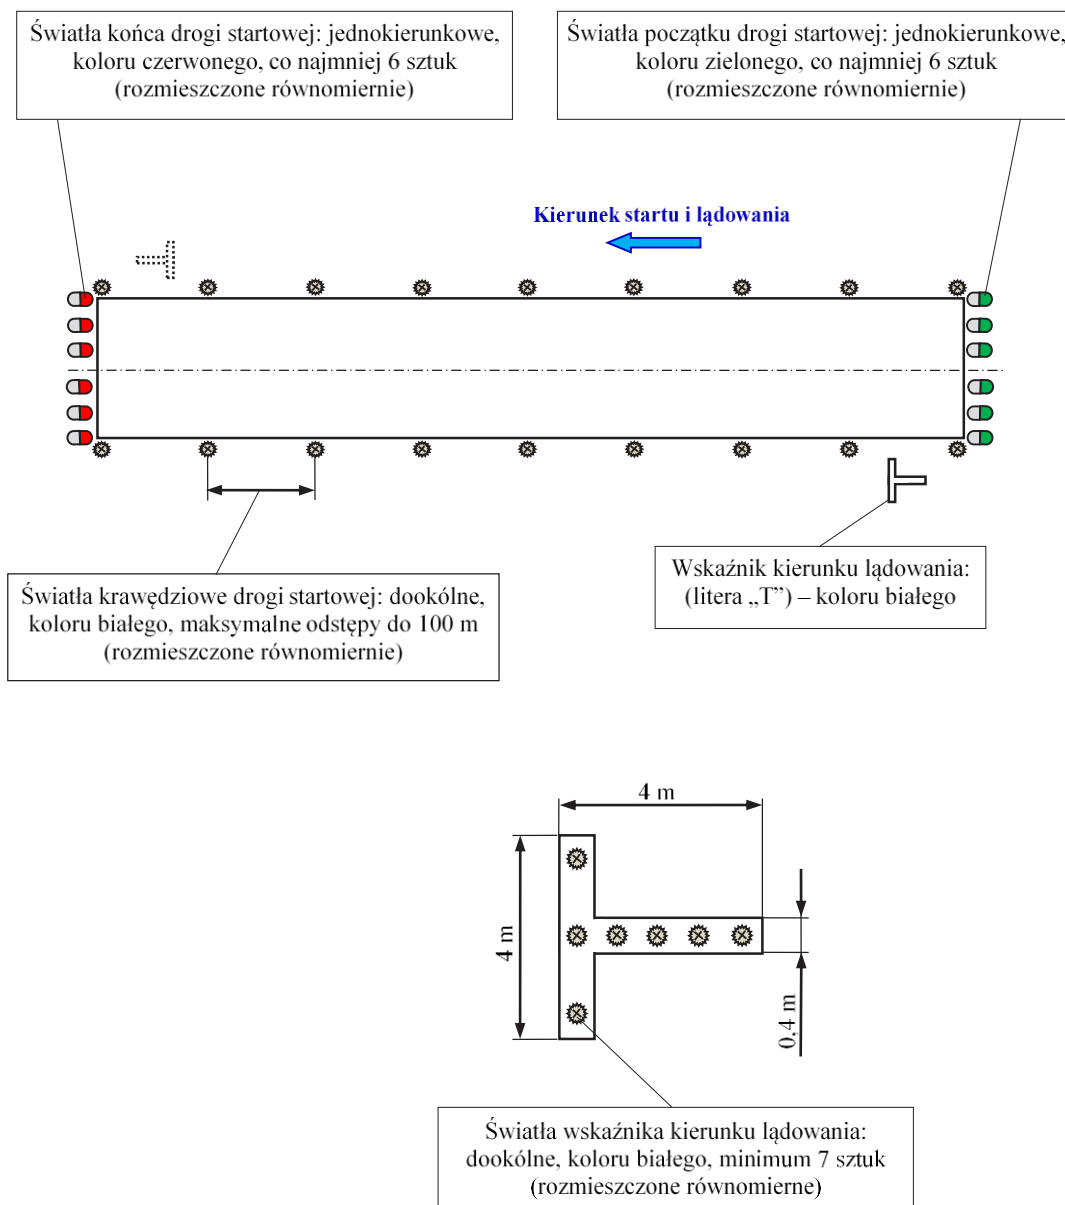 Światła końca drogi startowej: jednokierunkowe,
koloru czerwonego, co najmniej 6 sztuk
(rozmieszczone równomiernie)
Światła początku drogi startowej: jednokierunkowe,
koloru zielonego, co najmniej 6 sztuk
(rozmieszczone równomiernie)
Kierunek startu i lądowania
Światła krawędziowe drogi startowej: dookólne,
koloru białego, maksymalne odstępy do 100 m
(rozmieszczone równomiernie)
Wskaźnik kierunku lądowania:
(litera „T”) – koloru białego
4 m
4 m
0,4 m
Światła wskaźnika kierunku lądowania:
dookólne, koloru białego, minimum 7 sztuk
(rozmieszczone równomierne)